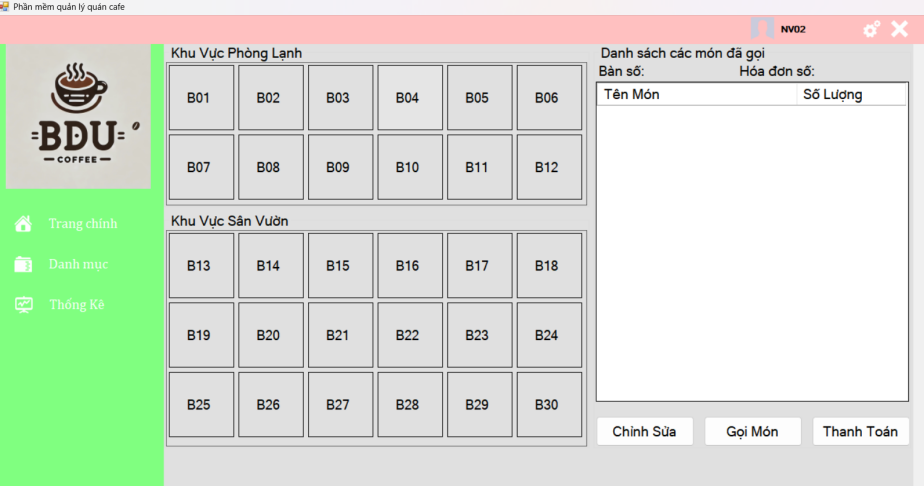 Phần mềm quản lý quán cafe
NV02
BDU
COFFEE
Trang chính
Danh mục
Thống Kê
Khu Vực Phòng Lạnh
B01 B02 B03 B04 B05 B06
B07 B08 B09 B10 B11 B12
Khu Vực Sân Vườn
B13 B14 B15 B16 B17 B18
B19 B20 B21 B22 B23 B24
B25 B26 B27 B28 B29 B30
Danh sách các món đã gọi
Bàn số: Hóa đơn số:
Tên Món Số Lượng
Chỉnh Sửa Gọi Món Thanh Toán